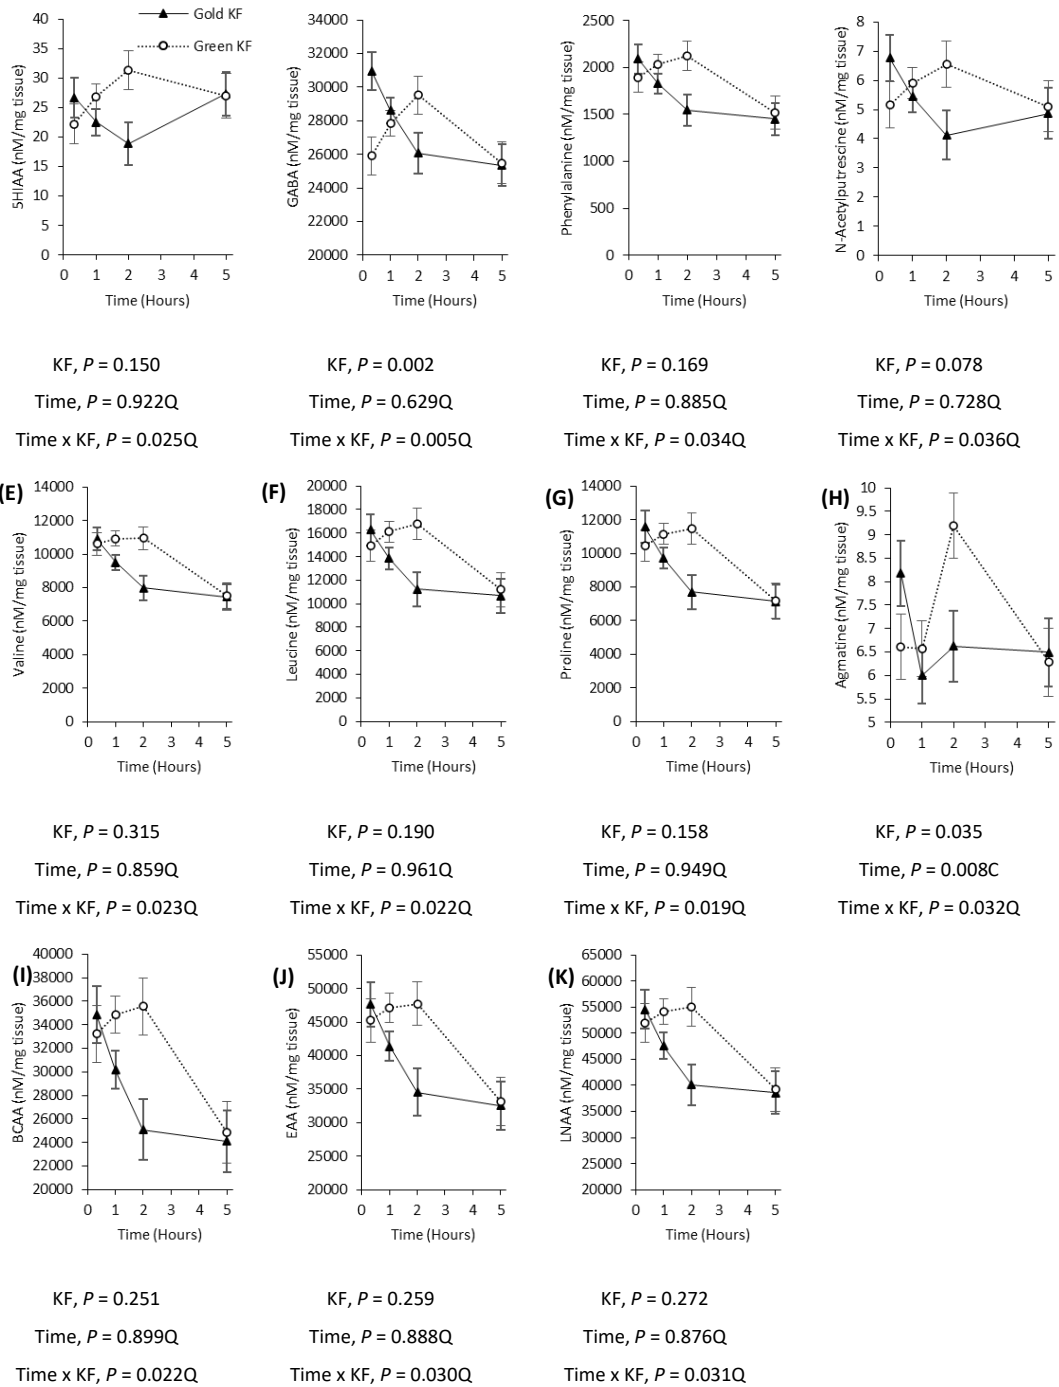 Gold KF
Green KF
5HIAA (nM/mg tissue)
40
35
30
25
20
15
10
5
0
0 1 2 3 4 5
Time (Hours)
GABA (nM/mg tissue)
34000
32000
30000
28000
26000
24000
22000
20000
0 1 2 3 4 5
Time (Hours)
Phenylalanine (nM/mg tissue)
2500
2000
1500
1000
500
0
0 1 2 3 4 5
Time (Hours)
N-Acetylputrescine (nM/mg tissue)
8
7
6
5
4
3
2
1
0
0 1 2 3 4 5
Time (Hours)
KF, P = 0.150
Time, P = 0.922Q
Time x KF, P = 0.025Q
KF, P = 0.002
Time, P = 0.629Q
Time x KF, P = 0.005Q
KF, P = 0.169
Time, P = 0.885Q
Time x KF, P = 0.034Q
KF, P = 0.078
Time, P = 0.728Q
Time x KF, P = 0.036Q
(E)
Valine (nM/mg tissue)
14000
12000
10000
8000
6000
4000
2000
0
0 1 2 3 4 5
Time (Hours)
(F)
Leucine (nM/mg tissue)
20000
18000
16000
14000
12000
10000
8000
6000
4000
2000
0
0 1 2 3 4 5
Time (Hours)
(G)
Proline (nM/mg tissue)
14000
12000
10000
8000
6000
4000
2000
0
0 1 2 3 4 5
Time (Hours)
(H)
Agmatine (nM/mg tissue)
10
9.5
9
8.5
8
7.5
7
6.5
6
5.5
5
0 1 2 3 4 5
Time (Hours)
KF, P = 0.315
Time, P = 0.859Q
Time x KF, P = 0.023Q
KF, P = 0.190
Time, P = 0.961Q
Time x KF, P = 0.022Q
KF, P = 0.158
Time, P = 0.949Q
Time x KF, P = 0.019Q
KF, P = 0.035
Time, P = 0.008C
Time x KF, P = 0.032Q
(I)
BCAA (nM/mg tissue)
40000
38000
36000
34000
32000
30000
28000
26000
24000
22000
20000
0 1 2 3 4 5
Time (Hours)
(J)
EAA (nM/mg tissue)
55000
50000
45000
40000
35000
30000
25000
20000
0 1 2 3 4 5
Time (Hours)
(K)
LNAA (nM/mg tissue)
65000
60000
55000
50000
45000
40000
35000
30000
25000
20000
0 1 2 3 4 5
Time (Hours)
KF, P = 0.251
Time, P = 0.899Q
Time x KF, P = 0.022Q
KF, P = 0.259
Time, P = 0.888Q
Time x KF, P = 0.030Q
KF, P = 0.272
Time, P = 0.876Q
Time x KF, P = 0.031Q